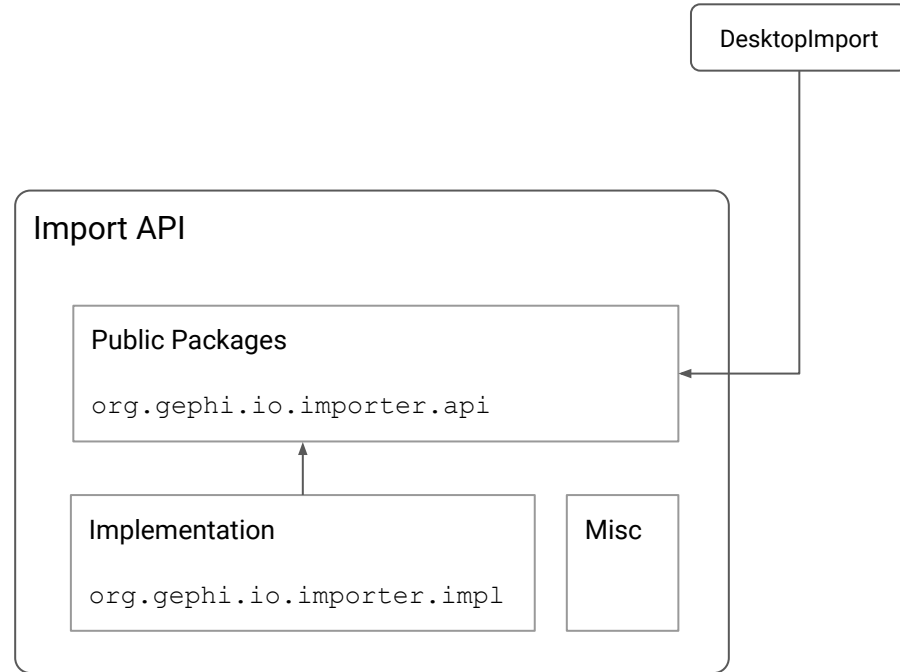 DesktopImport
Import API
Public Packages
org.gephi.io.importer.api
Implementation
org.gephi.io.importer.impl
Misc